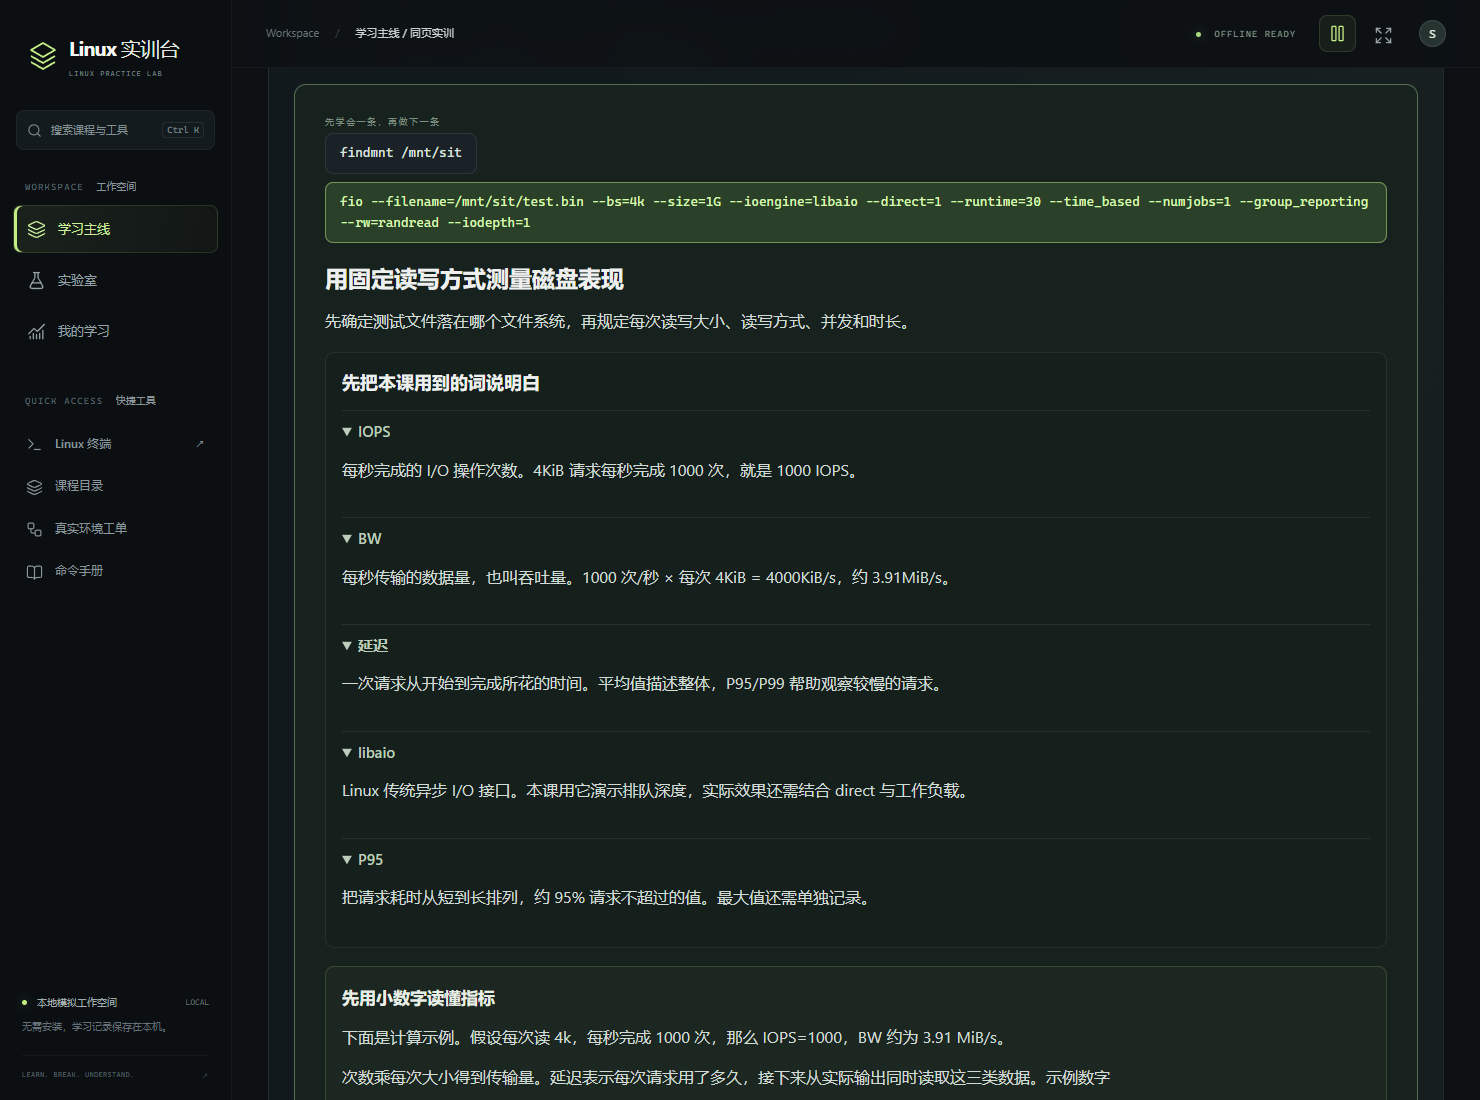 Linux 实训台
LINUX PRACTICE LAB
搜索课程与工具
Ctrl K
WORKSPACE 工作空间
学习主线
实验室
我的学习
QUICK ACCESS 快捷工具
Linux 终端 ↗
课程目录
真实环境工单
命令手册
本地模拟工作空间 LOCAL
无需安装，学习记录保存在本机。
LEARN. BREAK. UNDERSTAND. ↗
Workspace / 学习主线 / 同页实训
OFFLINE READY
S
先学会一条，再做下一条
findmnt /mnt/sit
fio --filename=/mnt/sit/test.bin --bs=4k --size=1G --ioengine=libaio --direct=1 --runtime=30 --time_based --numjobs=1 --group_reporting
--rw=randread --iodepth=1
用固定读写方式测量磁盘表现
先确定测试文件落在哪个文件系统，再规定每次读写大小、读写方式、并发和时长。
先把本课用到的词说明白
▼ IOPS
每秒完成的 I/O 操作次数。4KiB 请求每秒完成 1000 次，就是 1000 IOPS。
▼ BW
每秒传输的数据量，也叫吞吐量。1000 次/秒 × 每次 4KiB = 4000KiB/s，约 3.91MiB/s。
▼ 延迟
一次请求从开始到完成所花的时间。平均值描述整体，P95/P99 帮助观察较慢的请求。
▼ libaio
Linux 传统异步 I/O 接口。本课用它演示排队深度，实际效果还需结合 direct 与工作负载。
▼ P95
把请求耗时从短到长排列，约 95% 请求不超过的值。最大值还需单独记录。
先用小数字读懂指标
下面是计算示例。假设每次读 4k，每秒完成 1000 次，那么 IOPS=1000，BW 约为 3.91 MiB/s。
次数乘每次大小得到传输量。延迟表示每次请求用了多久，接下来从实际输出同时读取这三类数据。示例数字